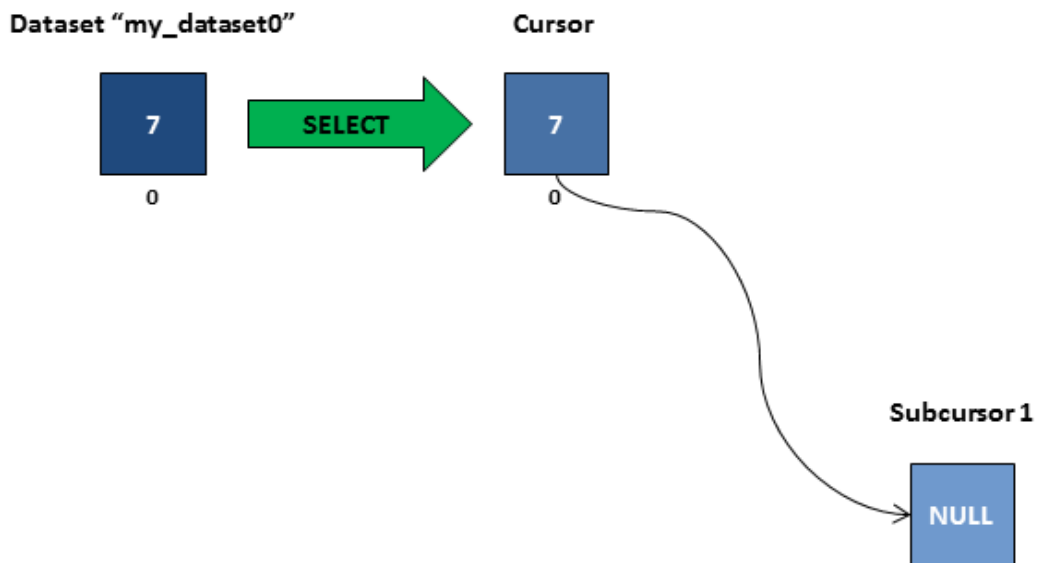 Dataset “my_dataset0”
Cursor
7
SELECT
7
0
0
Subcursor 1
NULL